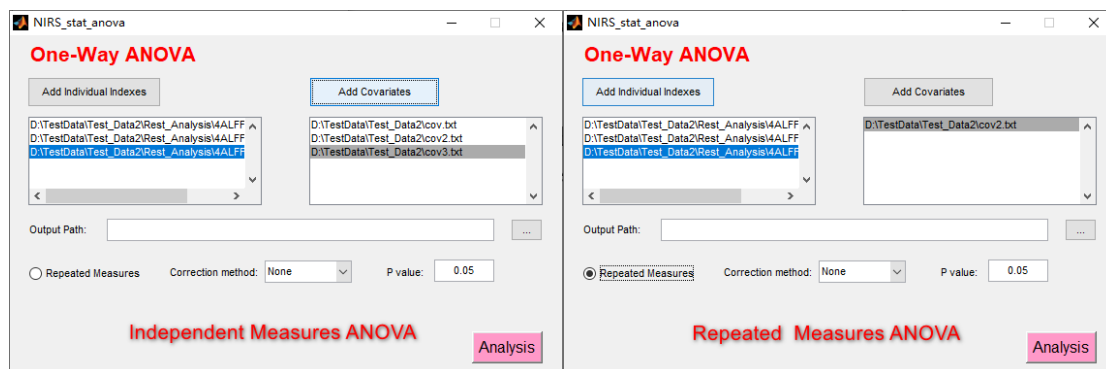 NIRS_stat_anova
One-Way ANOVA
Add Individual Indexes
Add Covariates
D:\TestData\Test_Data2\Rest_Analysis\4ALFF
D:\TestData\Test_Data2\Rest_Analysis\4ALFF
D:\TestData\Test_Data2\Rest_Analysis\4ALFF
D:\TestData\Test_Data2\cov.txt
D:\TestData\Test_Data2\cov2.txt
D:\TestData\Test_Data2\cov3.txt
Output Path:
...
Repeated Measures
Correction method:
None
P value:
0.05
Independent Measures ANOVA
Analysis
NIRS_stat_anova
One-Way ANOVA
Add Individual Indexes
Add Covariates
D:\TestData\Test_Data2\Rest_Analysis\4ALFF
D:\TestData\Test_Data2\Rest_Analysis\4ALFF
D:\TestData\Test_Data2\Rest_Analysis\4ALFF
D:\TestData\Test_Data2\cov2.txt
Output Path:
...
Repeated Measures
Correction method:
None
P value:
0.05
Repeated Measures ANOVA
Analysis